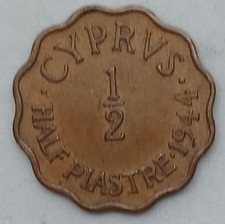 CYPRVS
1
2
HALF PIASTRE · 1944